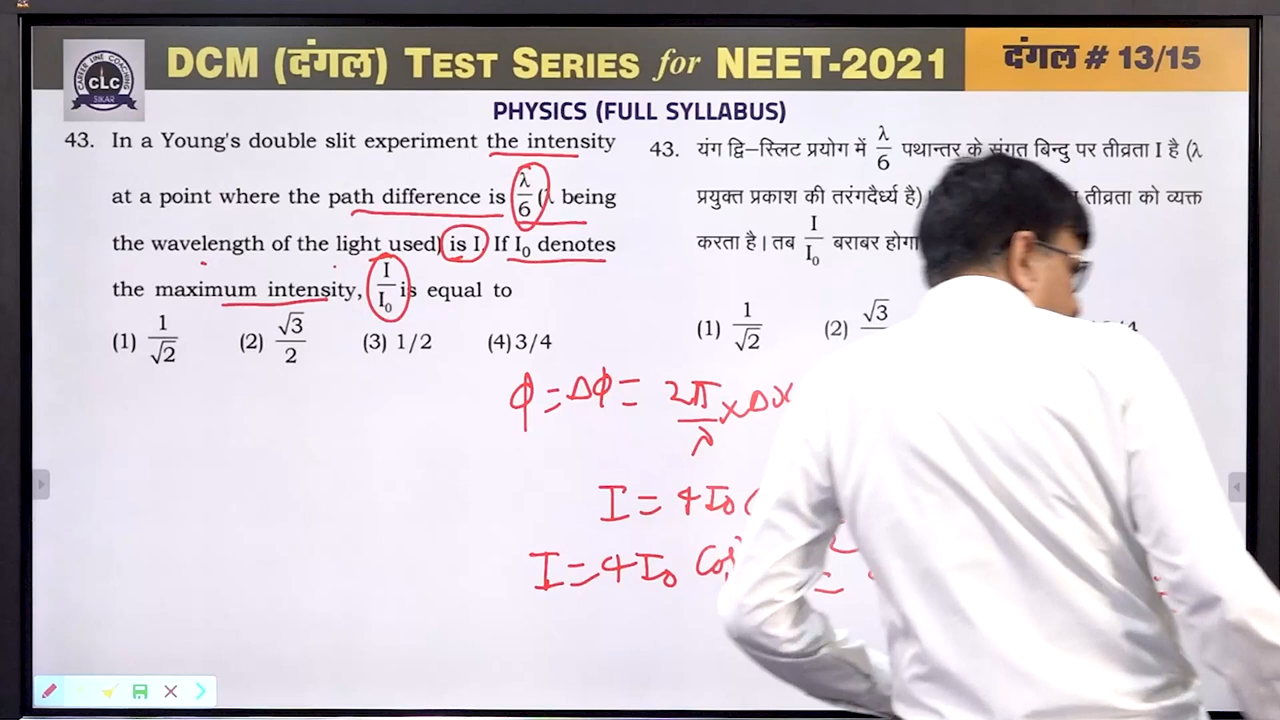 CAREER LINE COACHING
CLC
SIKAR
DCM (दंगल) TEST SERIES for NEET-2021
दंगल # 13/15
PHYSICS (FULL SYLLABUS)
43. In a Young's double slit experiment the intensity
at a point where the path difference is λ/6 (λ being
the wavelength of the light used) is I. If I₀ denotes
the maximum intensity, I/I₀ is equal to
(1) 1/√2 (2) √3/2 (3) 1/2 (4) 3/4
43. यंग द्वि–स्लिट प्रयोग में λ/6 पथान्तर के संगत बिन्दु पर तीव्रता I है (λ
प्रयुक्त प्रकाश की तरंगदैर्ध्य है) तीव्रता को व्यक्त
करता है। तब I/I₀ बराबर होगा
(1) 1/√2 (2) √3
ϕ = Δϕ = 2π/λ × Δx
I = 4I₀
I = 4I₀ Cos